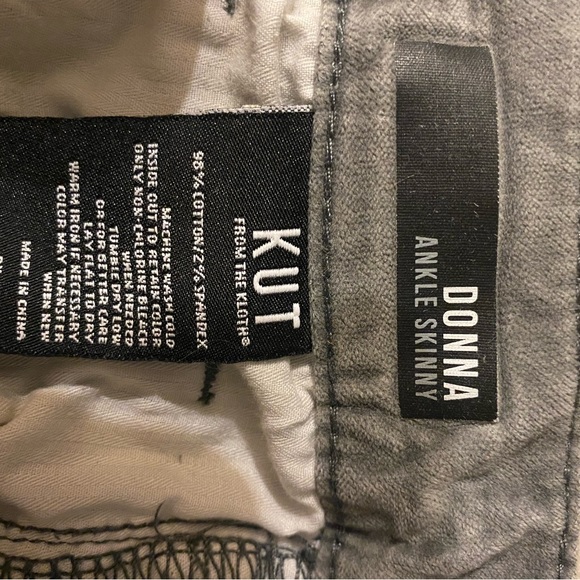 KUT
FROM THE KLOTH®
98% COTTON/2% SPANDEX
MACHINE WASH COLD
INSIDE OUT TO RETAIN COLOR
ONLY NON-CHLORINE BLEACH
WHEN NEEDED
TUMBLE DRY LOW
OR FOR BETTER CARE
LAY FLAT TO DRY
WARM IRON IF NECESSARY
COLOR MAY TRANSFER
WHEN NEW
MADE IN CHINA
DONNA
ANKLE SKINNY